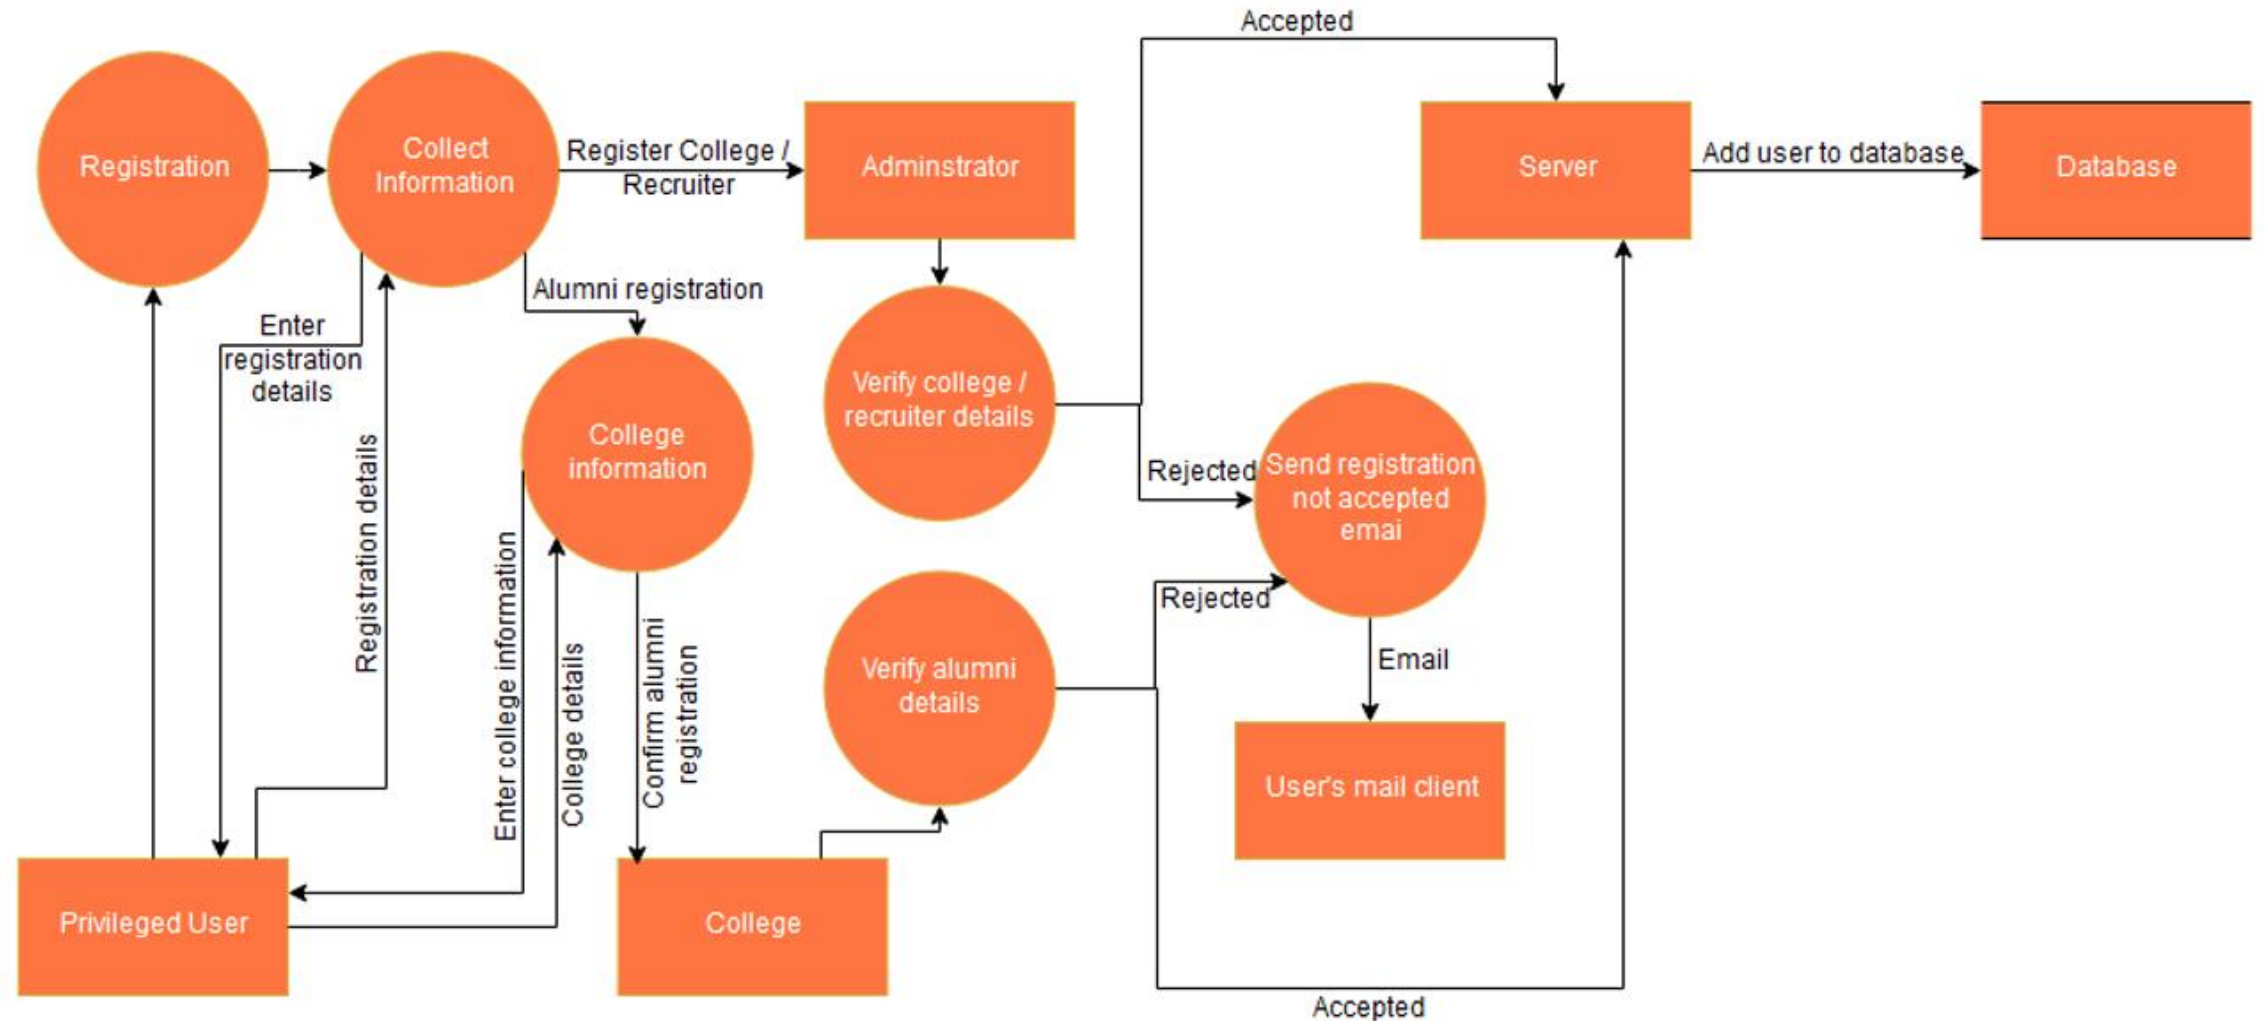 Accepted
Registration
Collect
Information
Register College /
Recruiter
Adminstrator
Server
Add user to database
Database
Alumni registration
Enter
registration
details
Registration details
College
information
Verify college /
recruiter details
Rejected
Send registration
not accepted
emai
Enter college information
College details
Confirm alumni
registration
Verify alumni
details
Rejected
Email
User's mail client
Privileged User
College
Accepted